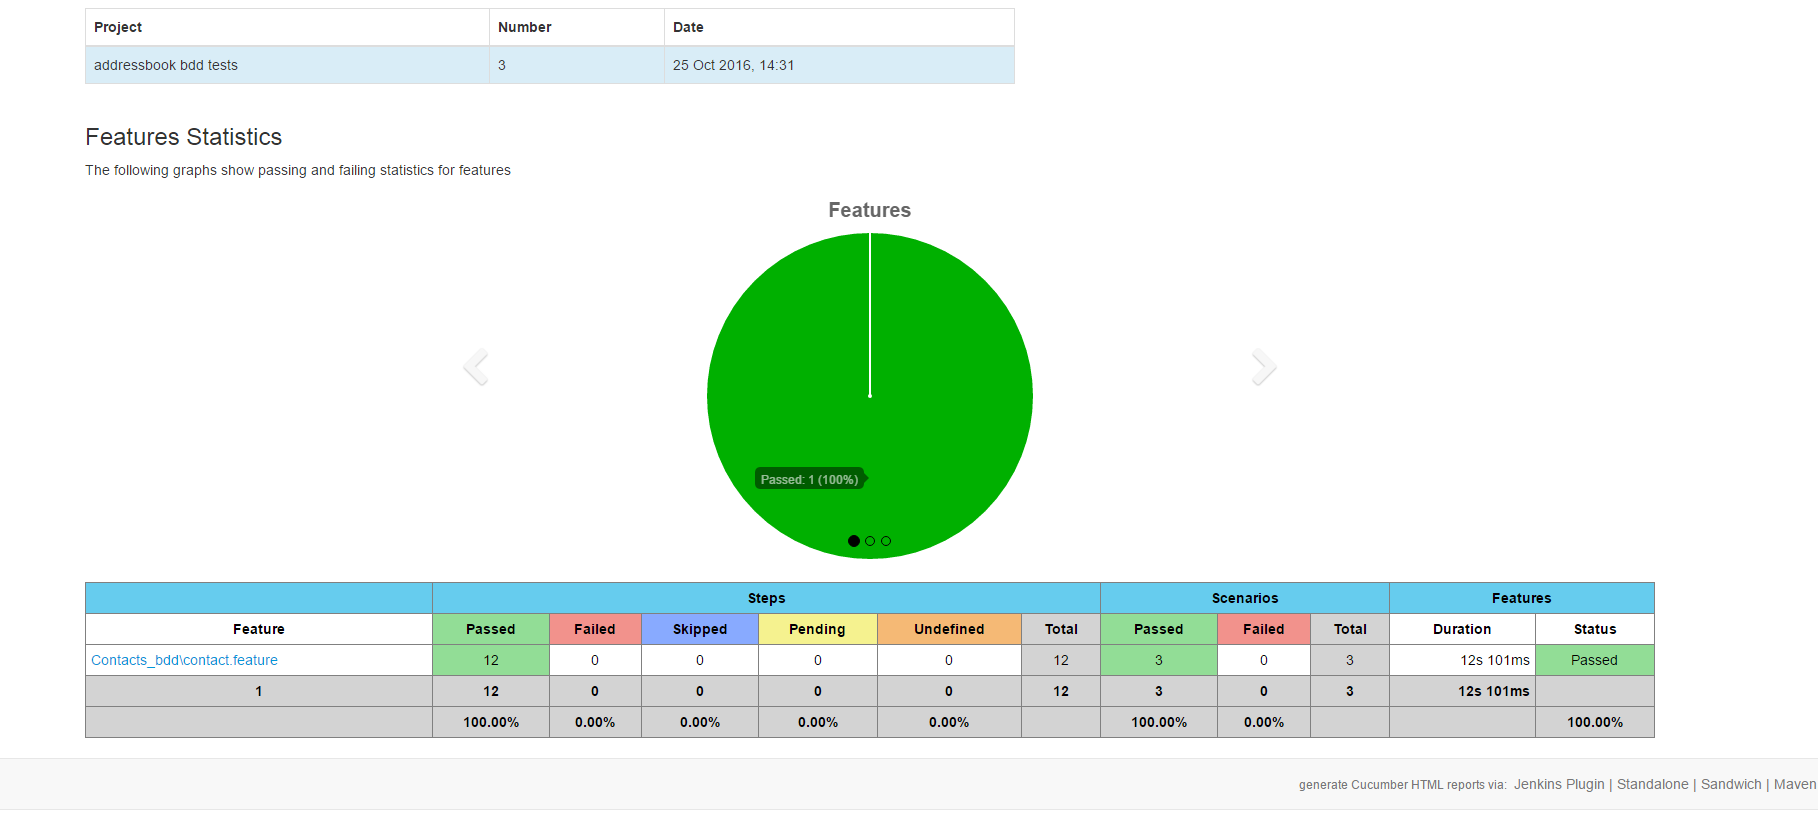 Project Number Date
addressbook bdd tests 3 25 Oct 2016, 14:31
Features Statistics
The following graphs show passing and failing statistics for features
Features
Passed: 1 (100%)
Steps Scenarios Features
Feature Passed Failed Skipped Pending Undefined Total Passed Failed Total Duration Status
Contacts_bdd\contact.feature 12 0 0 0 0 12 3 0 3 12s 101ms Passed
1 12 0 0 0 0 12 3 0 3 12s 101ms
100.00% 0.00% 0.00% 0.00% 0.00% 100.00% 0.00% 100.00%
generate Cucumber HTML reports via: Jenkins Plugin | Standalone | Sandwich | Maven